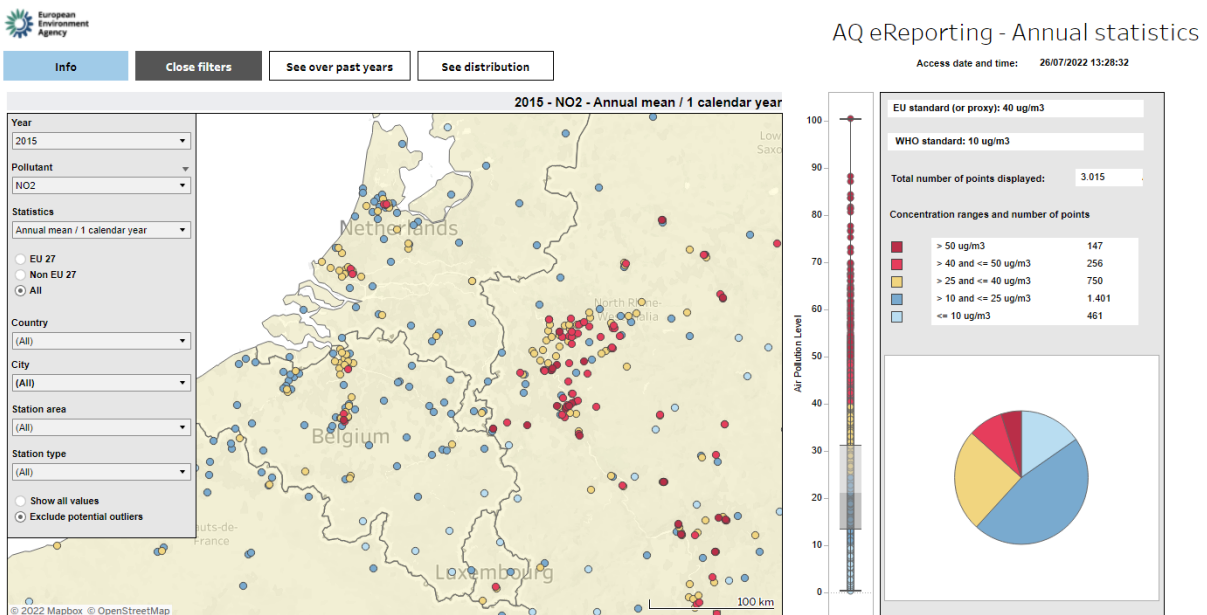 European
Environment
Agency
AQ eReporting - Annual statistics
Access date and time: 26/07/2022 13:28:32
Info
Close filters
See over past years
See distribution
2015 - NO2 - Annual mean / 1 calendar year
Year
2015
Pollutant
NO2
Statistics
Annual mean / 1 calendar year
EU 27
Non EU 27
All
Country
(All)
City
(All)
Station area
(All)
Station type
(All)
Show all values
Exclude potential outliers
Low
Saxo
Netherlands
North Rhine-
Westphalia
Belgium
auts-de-
France
Luxembourg
© 2022 Mapbox © OpenStreetMap
100 km
Air Pollution Level
100
90
80
70
60
50
40
30
20
10
0
EU standard (or proxy): 40 ug/m3
WHO standard: 10 ug/m3
Total number of points displayed: 3.015
Concentration ranges and number of points
> 50 ug/m3 147
> 40 and <= 50 ug/m3 256
> 25 and <= 40 ug/m3 750
> 10 and <= 25 ug/m3 1.401
<= 10 ug/m3 461